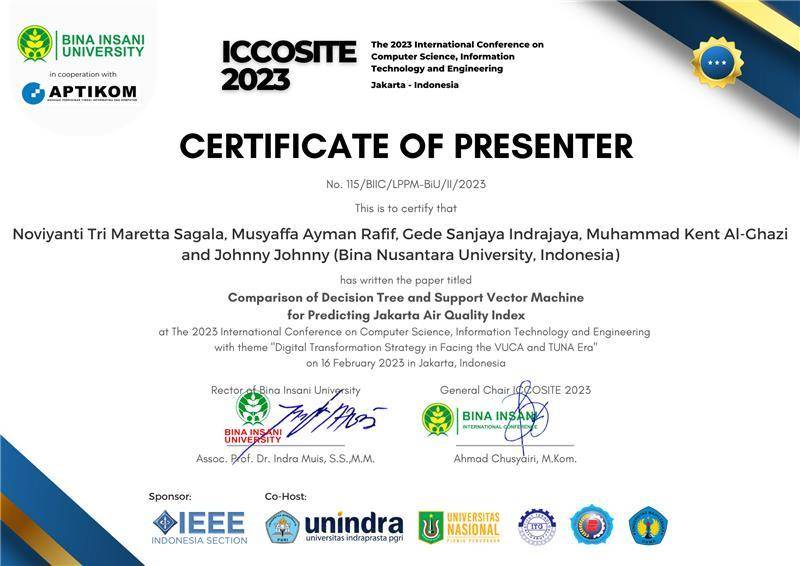 BINA INSANI
UNIVERSITY
in cooperation with
APTIKOM
ICCOSITE
2023
The 2023 International Conference on
Computer Science, Information
Technology and Engineering
Jakarta - Indonesia
CERTIFICATE OF PRESENTER
No. 115/BIIC/LPPM-BiU/II/2023
This is to certify that
Noviyanti Tri Maretta Sagala, Musyaffa Ayman Rafif, Gede Sanjaya Indrajaya, Muhammad Kent Al-Ghazi
and Johnny Johnny (Bina Nusantara University, Indonesia)
has written the paper titled
Comparison of Decision Tree and Support Vector Machine
for Predicting Jakarta Air Quality Index
at The 2023 International Conference on Computer Science, Information Technology and Engineering
with theme "Digital Transformation Strategy in Facing the VUCA and TUNA Era"
on 16 February 2023 in Jakarta, Indonesia
Rector of Bina Insani University
General Chair ICCOSITE 2023
BINA INSANI
UNIVERSITY
BINA INSANI
INTERNATIONAL CONFERENCE
Assoc. Prof. Dr. Indra Muis, S.S.,M.M.
Ahmad Chusyairi, M.Kom.
Sponsor:
Co-Host:
IEEE
INDONESIA SECTION
PGRI
unindra
universitas indraprasta pgri
UNIVERSITAS
NASIONAL
PIONIR PERUBAHAN
ITG